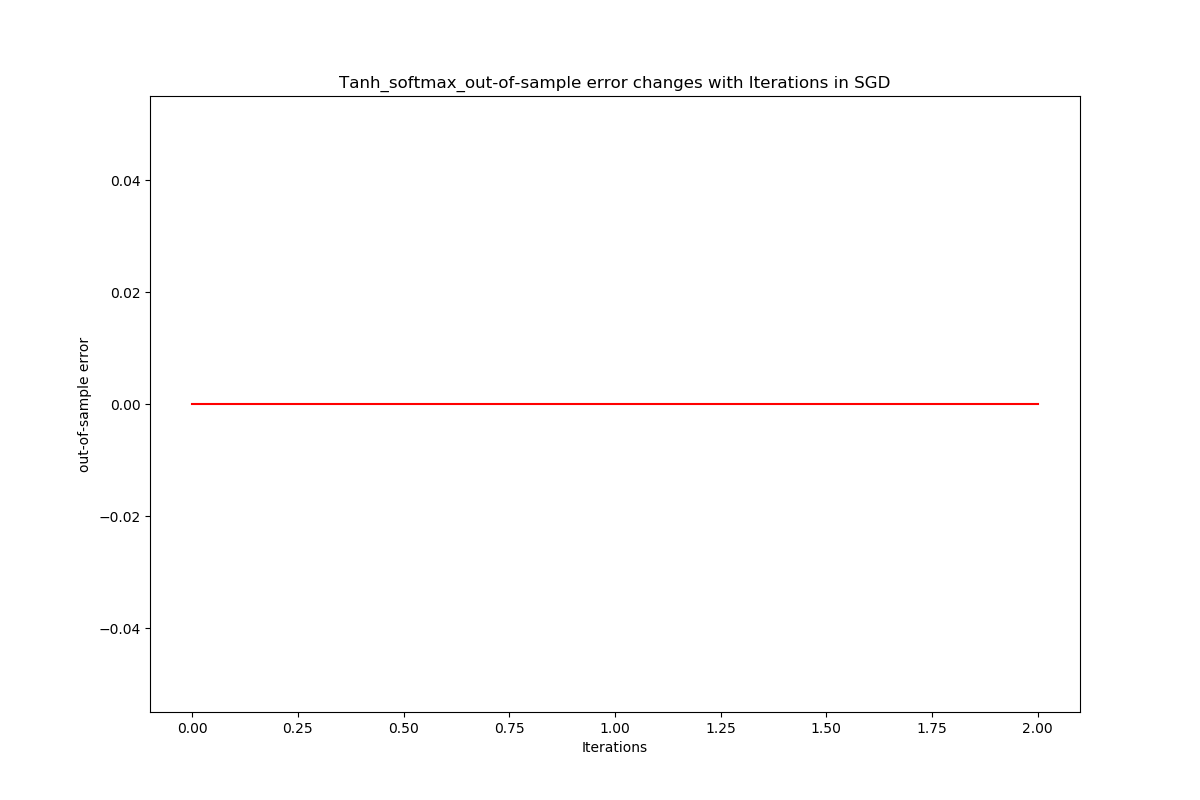 Tanh_softmax_out-of-sample error changes with Iterations in SGD
0.04
0.02
0.00
−0.02
−0.04
out-of-sample error
0.00 0.25 0.50 0.75 1.00 1.25 1.50 1.75 2.00
Iterations